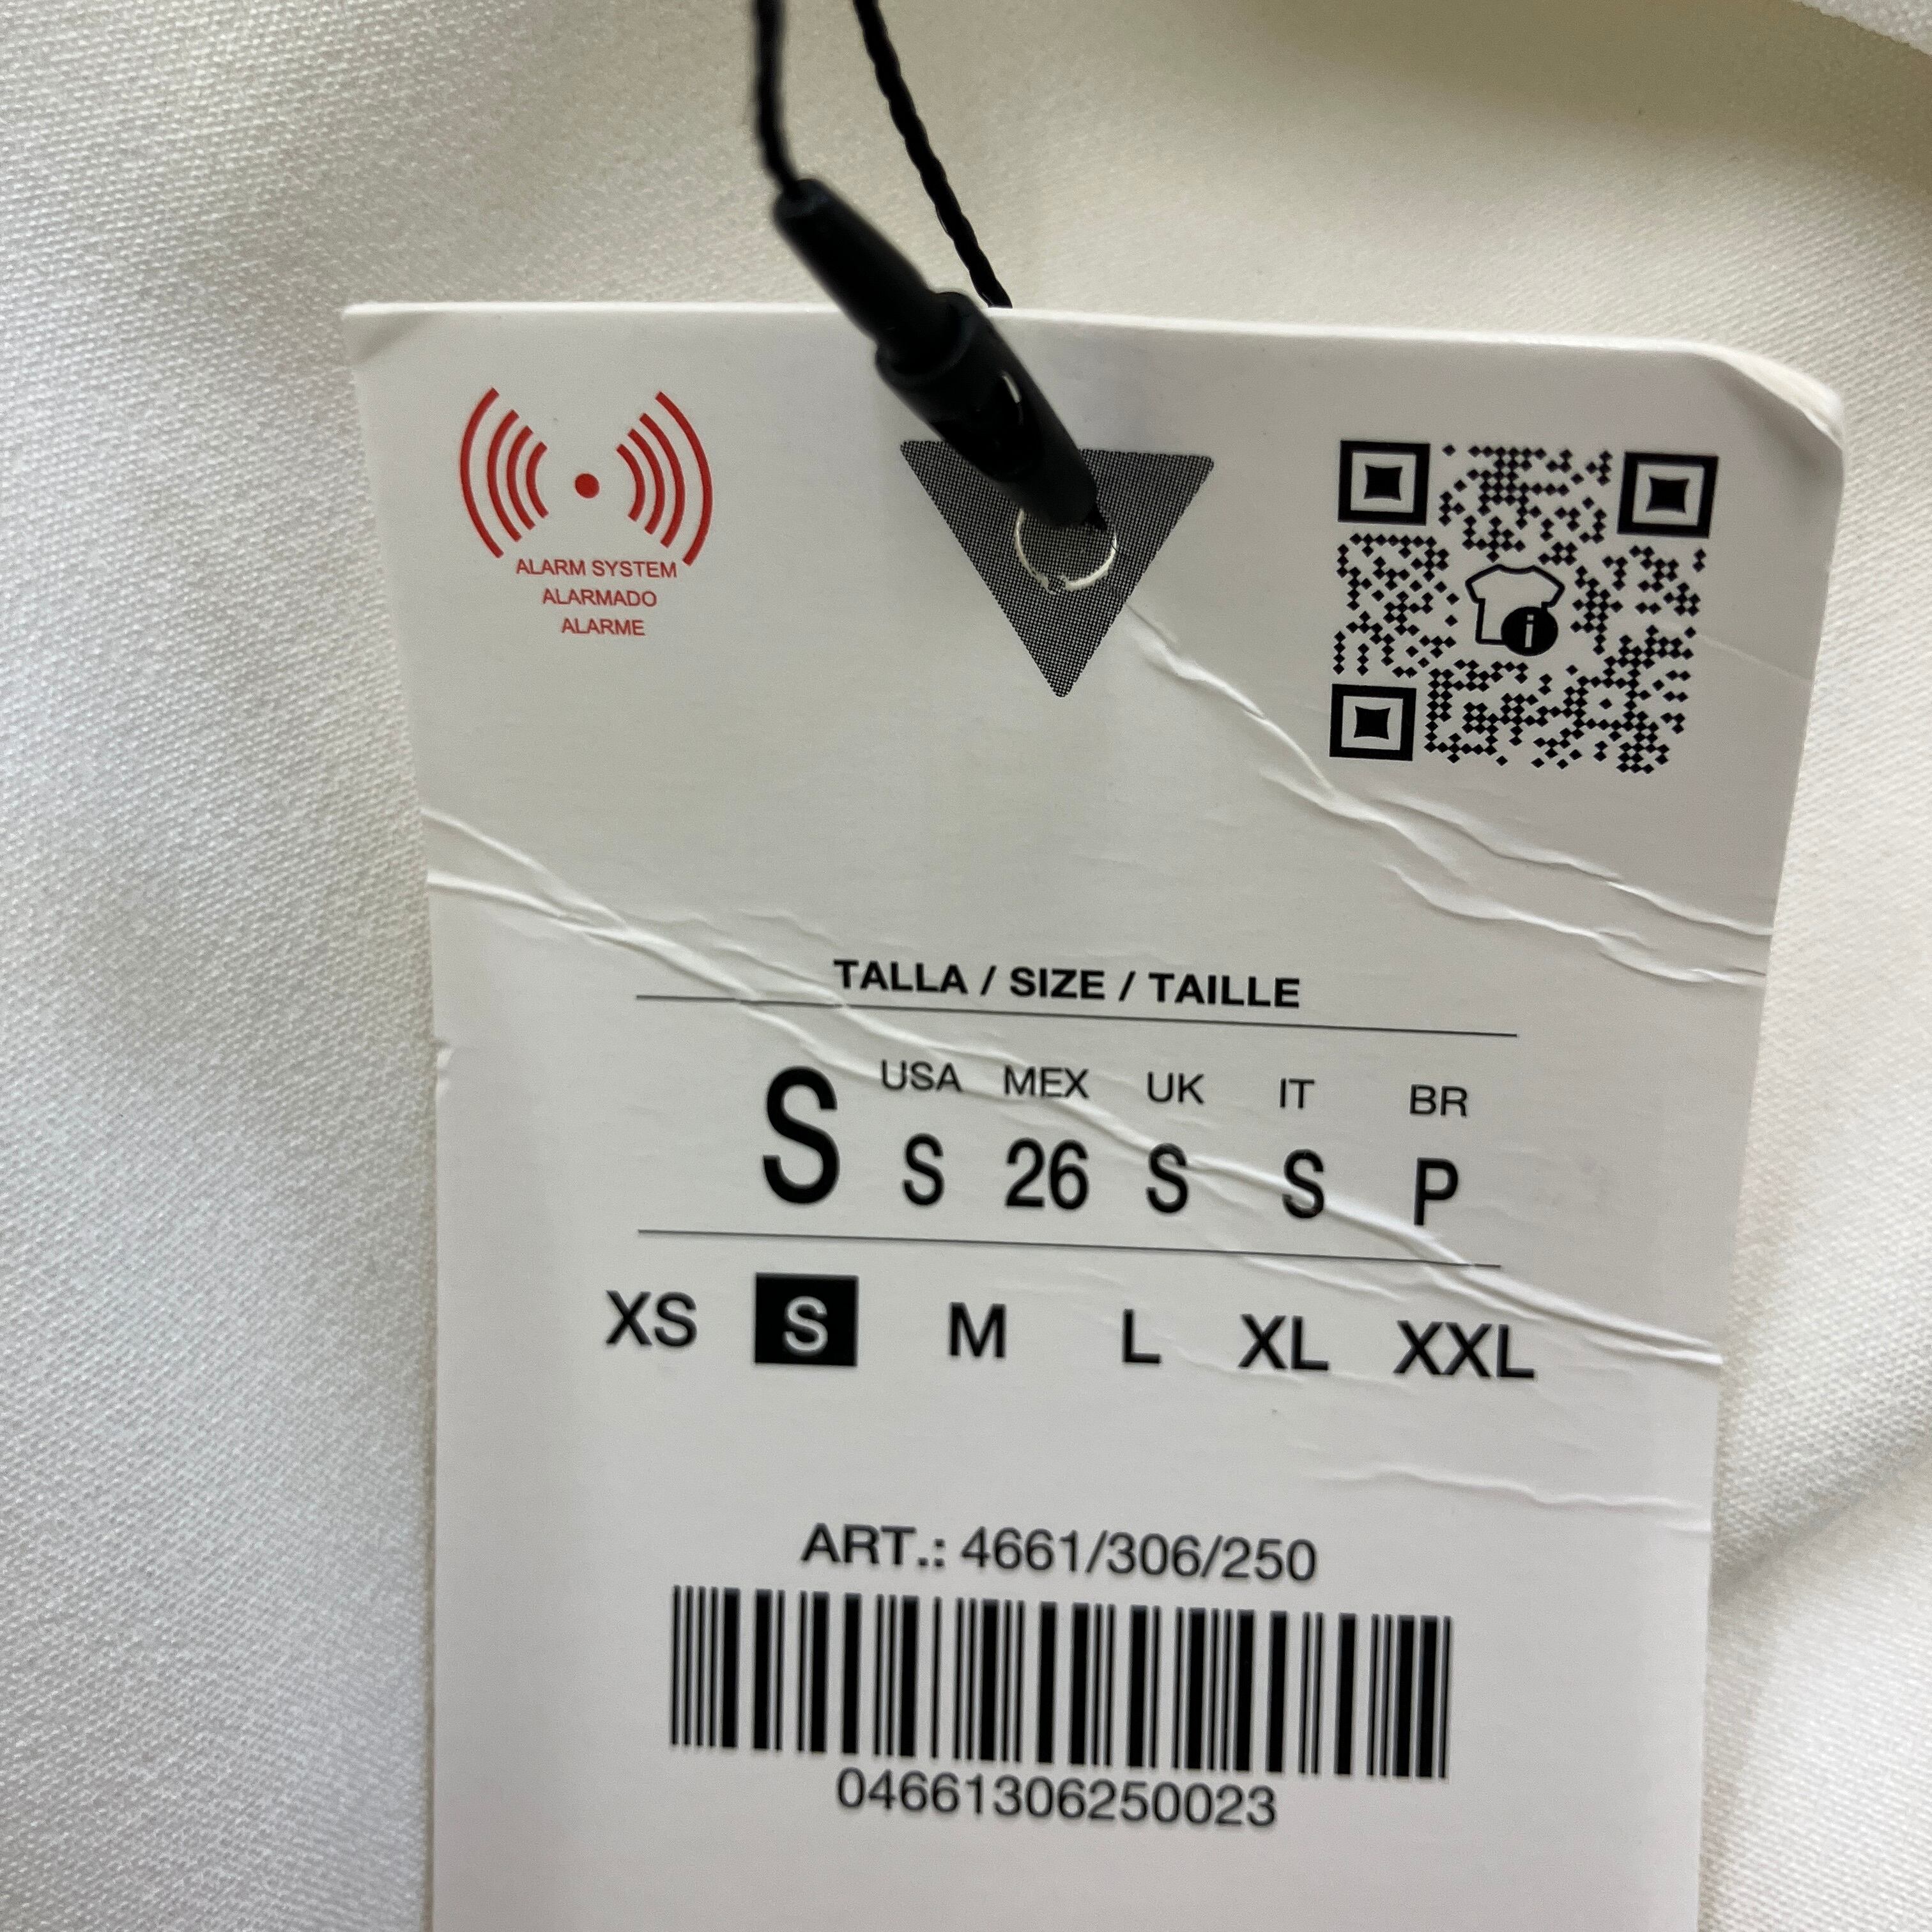 ALARM SYSTEM
ALARMADO
ALARME
i
TALLA / SIZE / TAILLE
USA MEX UK IT BR
S S 26 S S P
XS S M L XL XXL
ART.: 4661/306/250
04661306250023